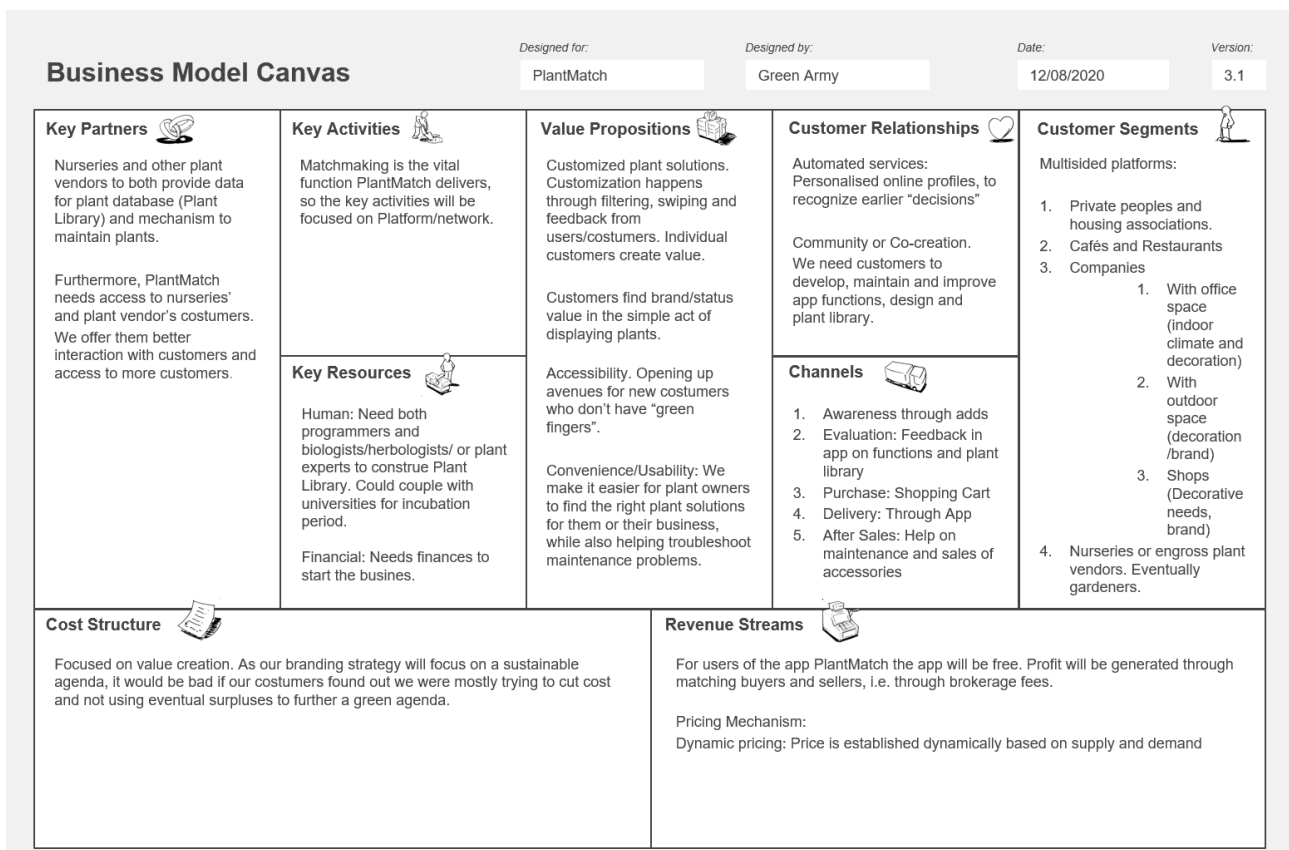 Business Model Canvas
Designed for:
PlantMatch
Designed by:
Green Army
Date:
12/08/2020
Version:
3.1
Key Partners
Nurseries and other plant
vendors to both provide data
for plant database (Plant
Library) and mechanism to
maintain plants.
Furthermore, PlantMatch
needs access to nurseries’
and plant vendor’s costumers.
We offer them better
interaction with customers and
access to more customers.
Key Activities
Matchmaking is the vital
function PlantMatch delivers,
so the key activities will be
focused on Platform/network.
Key Resources
Human: Need both
programmers and
biologists/herbologists/ or plant
experts to construe Plant
Library. Could couple with
universities for incubation
period.
Financial: Needs finances to
start the busines.
Value Propositions
Customized plant solutions.
Customization happens
through filtering, swiping and
feedback from
users/costumers. Individual
customers create value.
Customers find brand/status
value in the simple act of
displaying plants.
Accessibility. Opening up
avenues for new costumers
who don’t have “green
fingers”.
Convenience/Usability: We
make it easier for plant owners
to find the right plant solutions
for them or their business,
while also helping troubleshoot
maintenance problems.
Customer Relationships
Automated services:
Personalised online profiles, to
recognize earlier “decisions”
Community or Co-creation.
We need customers to
develop, maintain and improve
app functions, design and
plant library.
Channels
1. Awareness through adds
2. Evaluation: Feedback in
app on functions and plant
library
3. Purchase: Shopping Cart
4. Delivery: Through App
5. After Sales: Help on
maintenance and sales of
accessories
Customer Segments
Multisided platforms:
1. Private peoples and
housing associations.
2. Cafés and Restaurants
3. Companies
1. With office
space
(indoor
climate and
decoration)
2. With
outdoor
space
(decoration
/brand)
3. Shops
(Decorative
needs,
brand)
4. Nurseries or engross plant
vendors. Eventually
gardeners.
Cost Structure
Focused on value creation. As our branding strategy will focus on a sustainable
agenda, it would be bad if our costumers found out we were mostly trying to cut cost
and not using eventual surpluses to further a green agenda.
Revenue Streams
For users of the app PlantMatch the app will be free. Profit will be generated through
matching buyers and sellers, i.e. through brokerage fees.
Pricing Mechanism:
Dynamic pricing: Price is established dynamically based on supply and demand